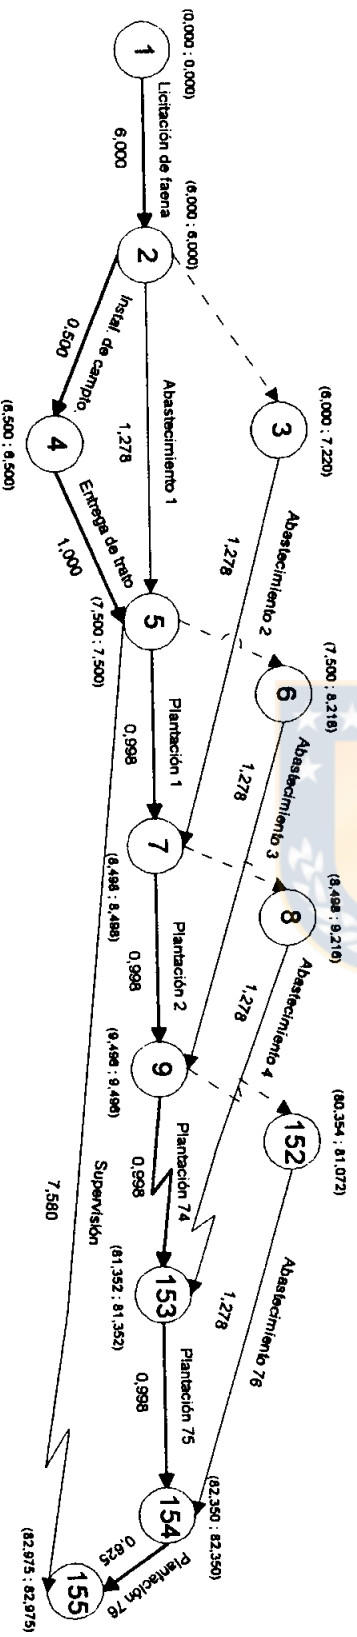 (0,000 ; 0,000)
1
Licitación de faena
6,000
(6,000 ; 6,000)
2
Instal. de campto.
0,500
4
(6,500 ; 6,500)
Abastecimiento 1
1,278
Entrega de trato
1,000
3
(6,000 ; 7,220)
Abastecimiento 2
1,278
5
(7,500 ; 7,500)
6
(7,500 ; 8,218)
Plantación 1
0,998
Abastecimiento 3
1,278
7
(8,498 ; 8,498)
8
(8,498 ; 9,216)
Plantación 2
0,998
Abastecimiento 4
1,278
9
(9,496 ; 9,496)
Supervisión
7,580
Plantación 74
0,998
152
(80,354 ; 81,072)
Abastecimiento 76
1,278
153
(81,352 ; 81,352)
Plantación 75
0,998
154
(82,350 ; 82,350)
Plantación 76
0,625
155
(82,975 ; 82,975)